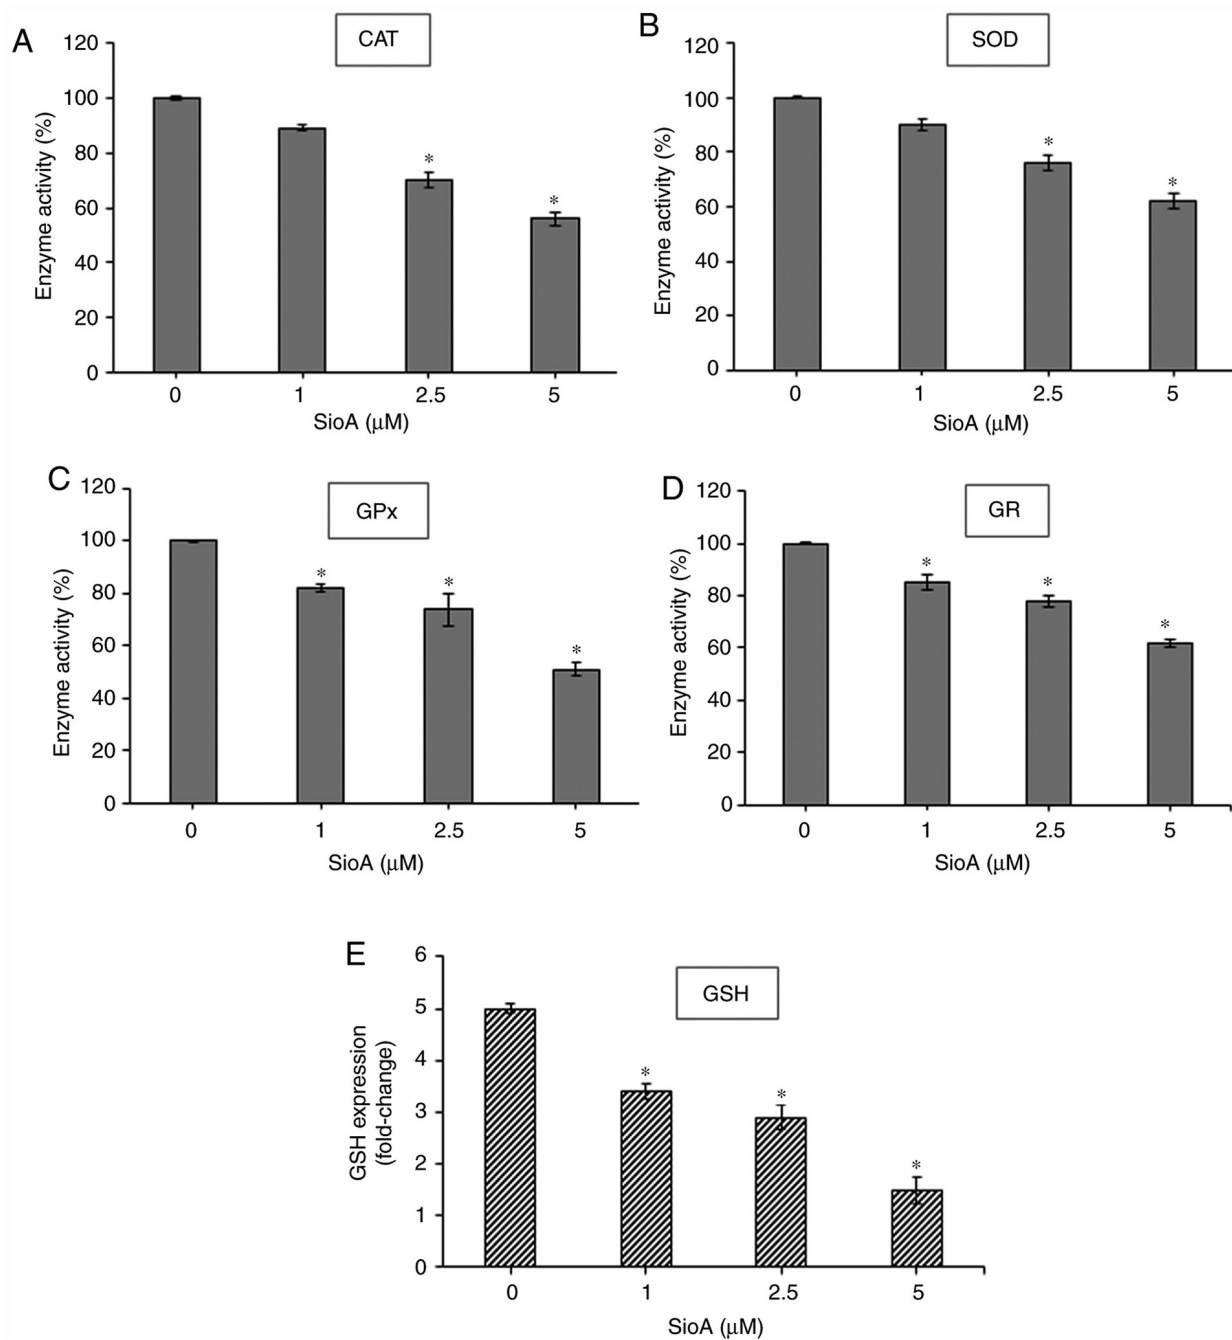 A
CAT
120
100
80
60
40
20
0
Enzyme activity (%)
*
*
0 1 2.5 5
SioA (μM)
B
SOD
120
100
80
60
40
20
0
Enzyme activity (%)
*
*
0 1 2.5 5
SioA (μM)
C
GPx
120
100
80
60
40
20
0
Enzyme activity (%)
*
*
*
0 1 2.5 5
SioA (μM)
D
GR
120
100
80
60
40
20
0
Enzyme activity (%)
*
*
*
0 1 2.5 5
SioA (μM)
E
GSH
6
5
4
3
2
1
0
GSH expression
(fold-change)
*
*
*
0 1 2.5 5
SioA (μM)